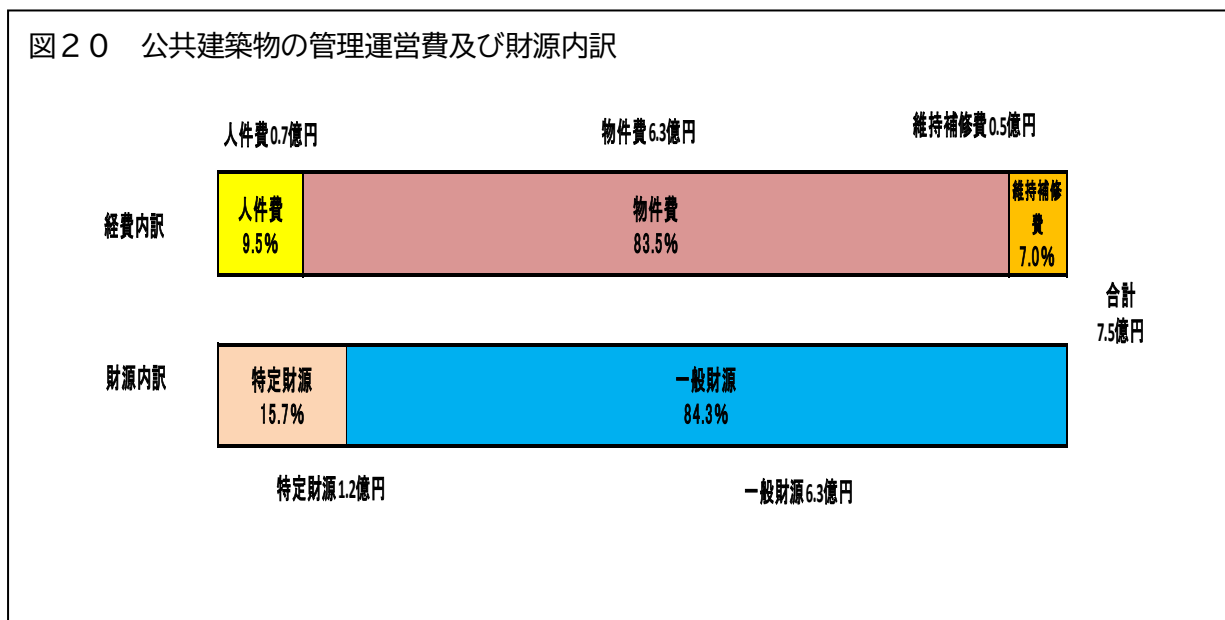 図２０　公共建築物の管理運営費及び財源内訳
人件費0.7億円
物件費6.3億円
維持補修費0.5億円
経費内訳
人件費
9.5%
物件費
83.5%
維持補修
費
7.0%
合計
7.5億円
財源内訳
特定財源
15.7%
一般財源
84.3%
特定財源1.2億円
一般財源6.3億円